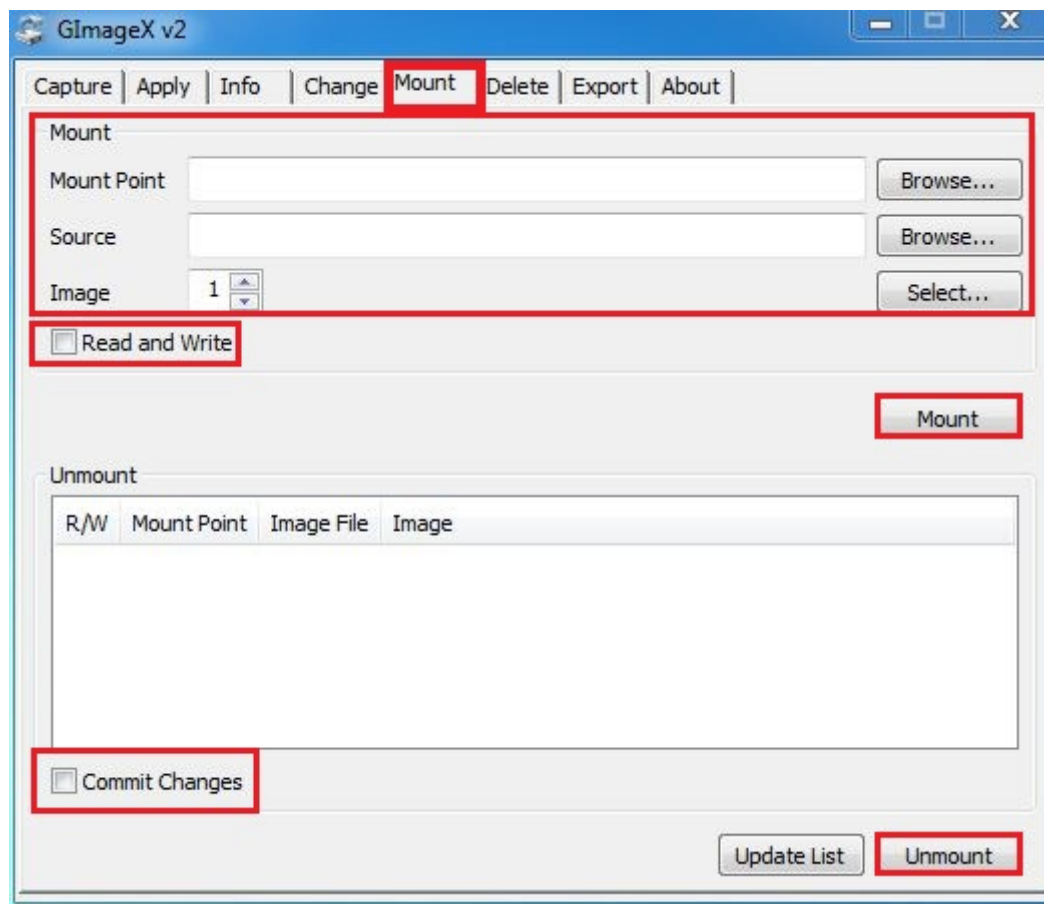 GImageX v2
Capture Apply Info Change Mount Delete Export About
Mount
Mount Point Browse...
Source Browse...
Image 1 Select...
Read and Write
Mount
Unmount
R/W Mount Point Image File Image
Commit Changes
Update List Unmount